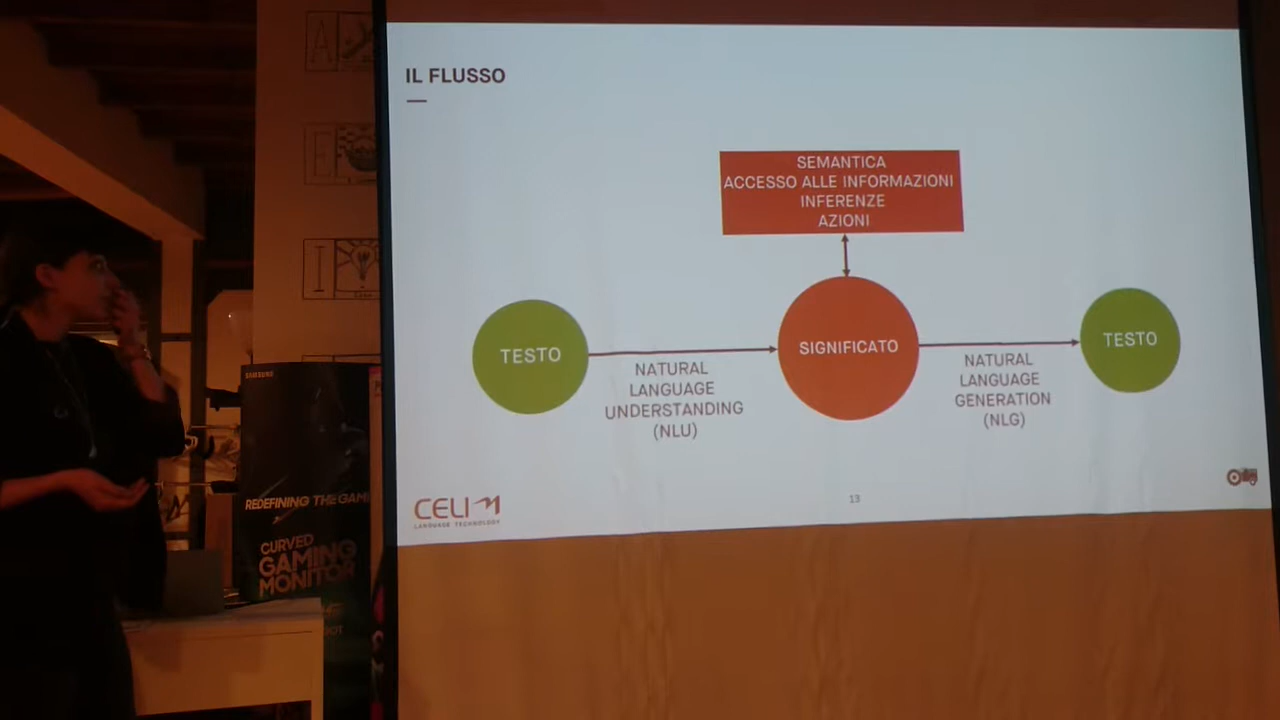 IL FLUSSO
SEMANTICA
ACCESSO ALLE INFORMAZIONI
INFERENZE
AZIONI
TESTO
NATURAL
LANGUAGE
UNDERSTANDING
(NLU)
SIGNIFICATO
NATURAL
LANGUAGE
GENERATION
(NLG)
TESTO
CELI
LANGUAGE TECHNOLOGY
13
A
E
I
SAMSUNG
REDEFINING THE GAME
CURVED
GAMING
MONITOR